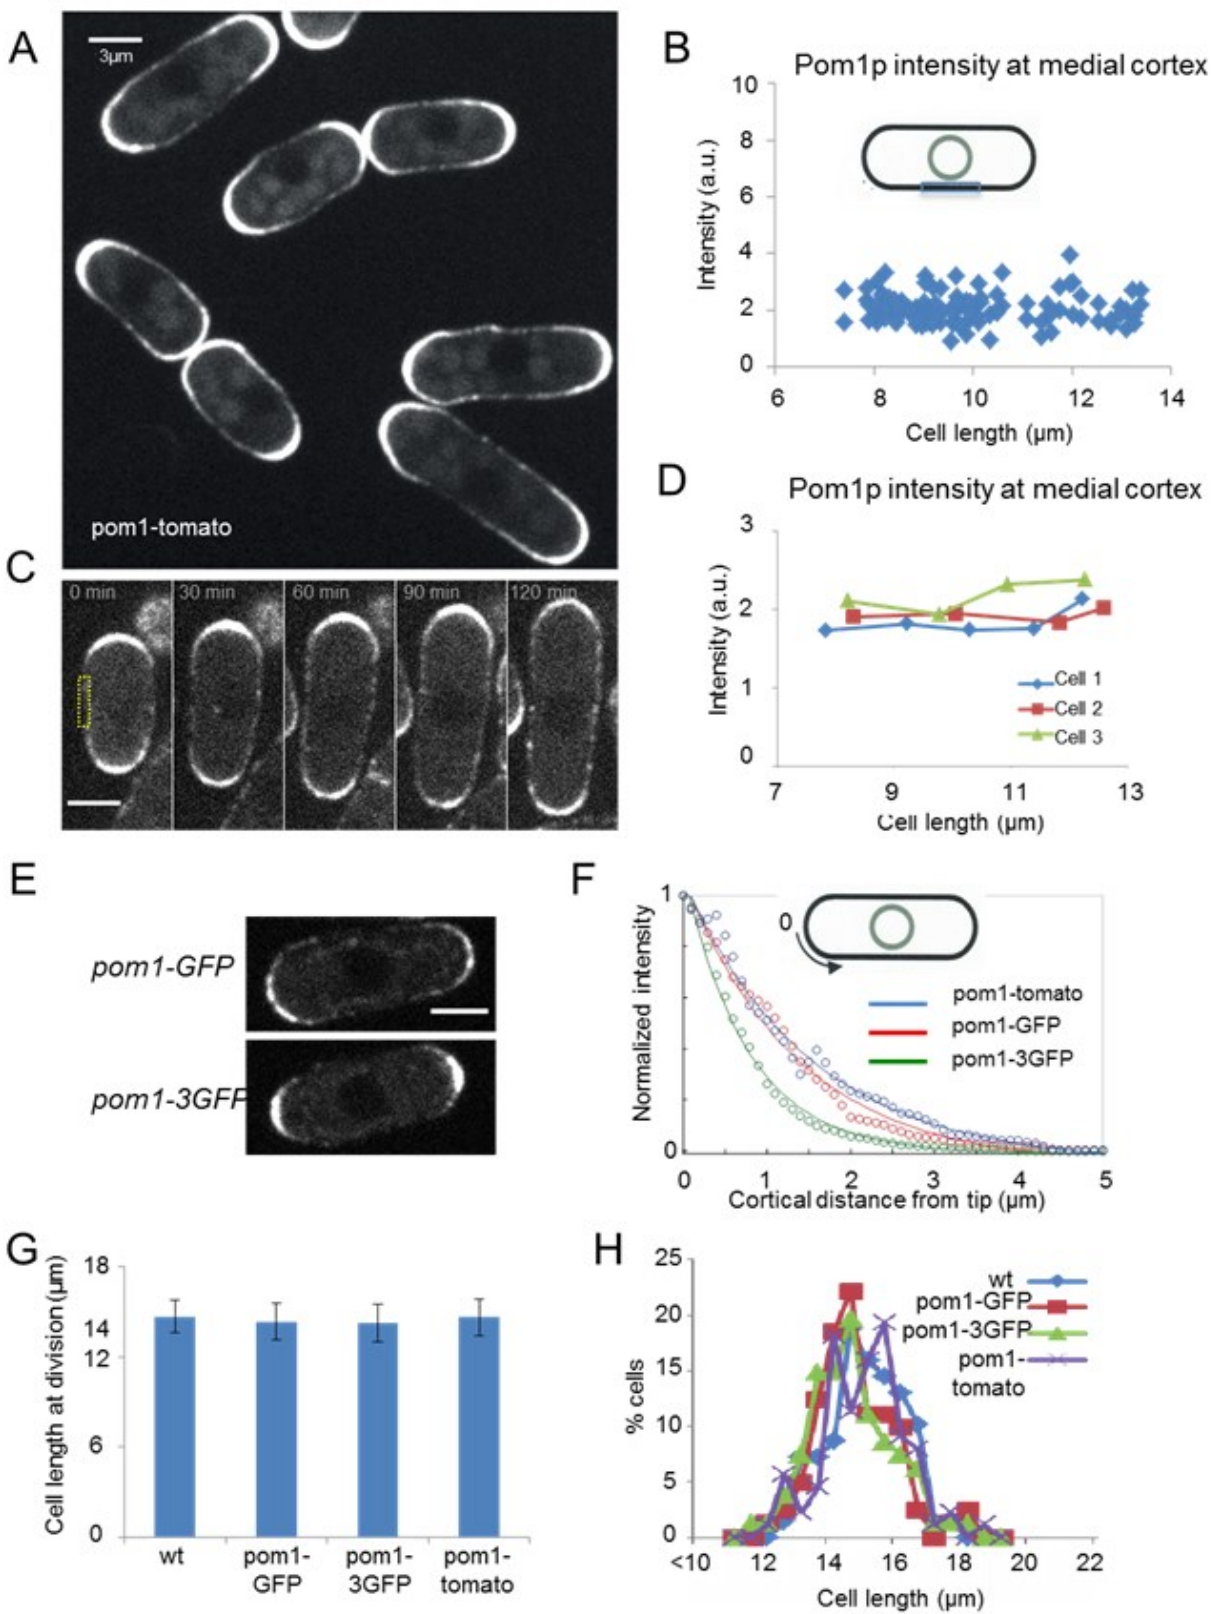 A
3µm
pom1-tomato
B
Pom1p intensity at medial cortex
10
8
6
4
2
0
Intensity (a.u.)
6 8 10 12 14
Cell length (µm)
C
0 min 30 min 60 min 90 min 120 min
D
Pom1p intensity at medial cortex
3
2
1
0
Intensity (a.u.)
Cell 1
Cell 2
Cell 3
7 9 11 13
Cell length (µm)
E
pom1-GFP
pom1-3GFP
F
1
0
Normalized intensity
0
pom1-tomato
pom1-GFP
pom1-3GFP
0 1 2 3 4 5
Cortical distance from tip (µm)
G
18
14
12
6
0
Cell length at division (µm)
wt pom1-GFP pom1-3GFP pom1-tomato
H
25
20
15
10
5
0
% cells
wt
pom1-GFP
pom1-3GFP
pom1-
tomato
<10 12 14 16 18 20 22
Cell length (µm)